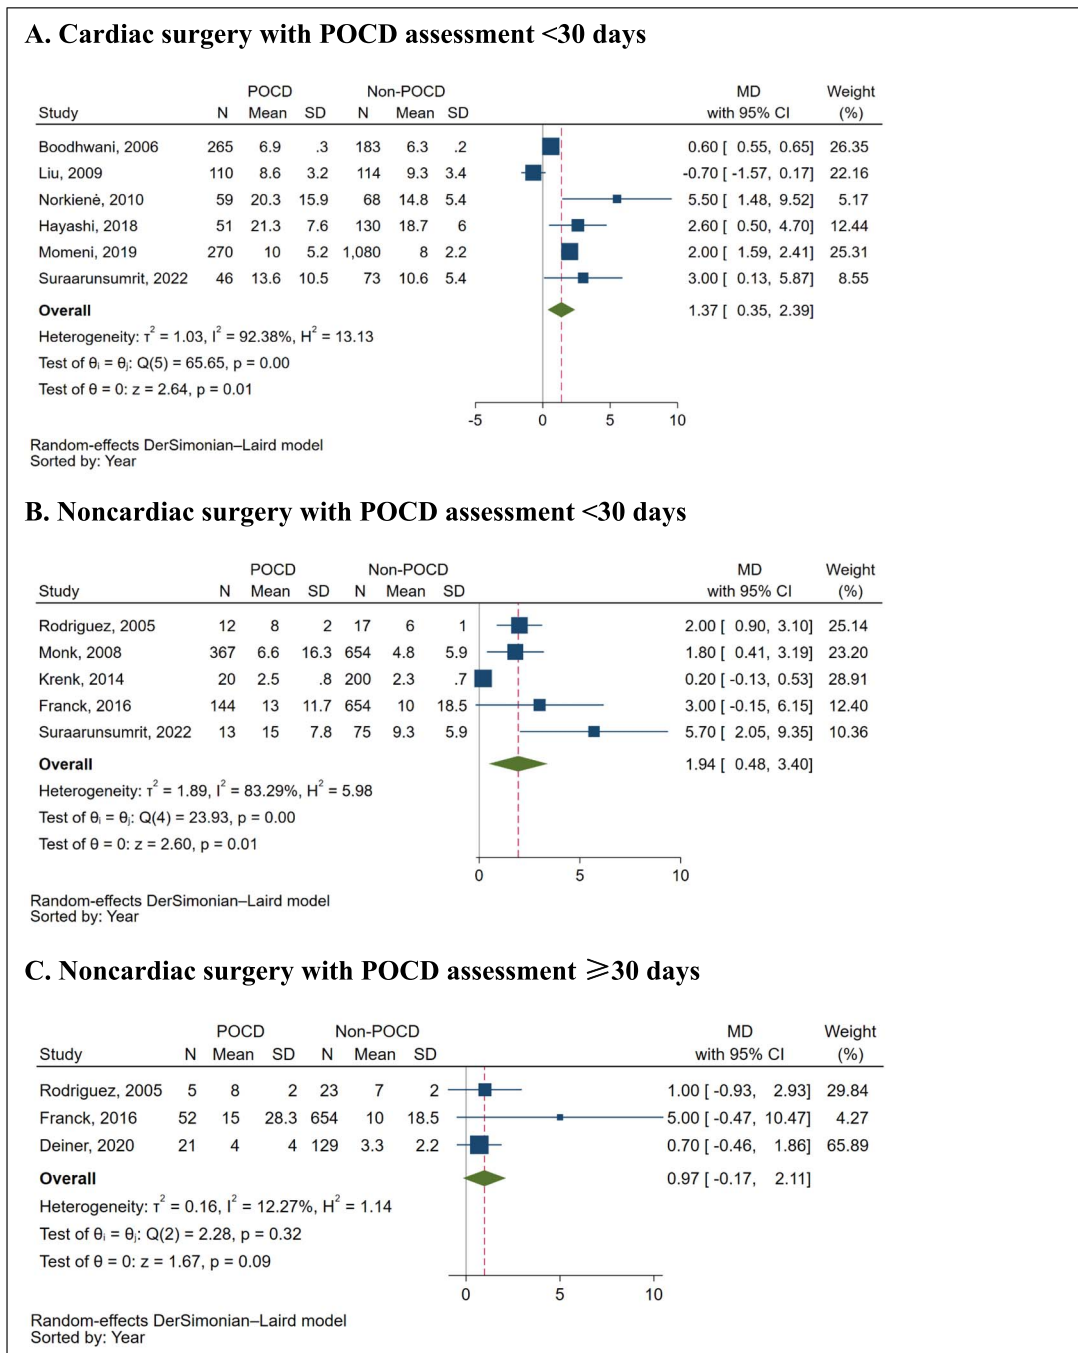 A. Cardiac surgery with POCD assessment <30 days
POCD Non-POCD MD Weight
Study N Mean SD N Mean SD with 95% CI (%)
Boodhwani, 2006 265 6.9 .3 183 6.3 .2 0.60 [ 0.55, 0.65] 26.35
Liu, 2009 110 8.6 3.2 114 9.3 3.4 -0.70 [ -1.57, 0.17] 22.16
Norkienė, 2010 59 20.3 15.9 68 14.8 5.4 5.50 [ 1.48, 9.52] 5.17
Hayashi, 2018 51 21.3 7.6 130 18.7 6 2.60 [ 0.50, 4.70] 12.44
Momeni, 2019 270 10 5.2 1,080 8 2.2 2.00 [ 1.59, 2.41] 25.31
Suraarunsumrit, 2022 46 13.6 10.5 73 10.6 5.4 3.00 [ 0.13, 5.87] 8.55
Overall 1.37 [ 0.35, 2.39]
Heterogeneity: τ² = 1.03, I² = 92.38%, H² = 13.13
Test of θᵢ = θⱼ: Q(5) = 65.65, p = 0.00
Test of θ = 0: z = 2.64, p = 0.01
-5 0 5 10
Random-effects DerSimonian–Laird model
Sorted by: Year
B. Noncardiac surgery with POCD assessment <30 days
POCD Non-POCD MD Weight
Study N Mean SD N Mean SD with 95% CI (%)
Rodriguez, 2005 12 8 2 17 6 1 2.00 [ 0.90, 3.10] 25.14
Monk, 2008 367 6.6 16.3 654 4.8 5.9 1.80 [ 0.41, 3.19] 23.20
Krenk, 2014 20 2.5 .8 200 2.3 .7 0.20 [ -0.13, 0.53] 28.91
Franck, 2016 144 13 11.7 654 10 18.5 3.00 [ -0.15, 6.15] 12.40
Suraarunsumrit, 2022 13 15 7.8 75 9.3 5.9 5.70 [ 2.05, 9.35] 10.36
Overall 1.94 [ 0.48, 3.40]
Heterogeneity: τ² = 1.89, I² = 83.29%, H² = 5.98
Test of θᵢ = θⱼ: Q(4) = 23.93, p = 0.00
Test of θ = 0: z = 2.60, p = 0.01
0 5 10
Random-effects DerSimonian–Laird model
Sorted by: Year
C. Noncardiac surgery with POCD assessment ≥30 days
POCD Non-POCD MD Weight
Study N Mean SD N Mean SD with 95% CI (%)
Rodriguez, 2005 5 8 2 23 7 2 1.00 [ -0.93, 2.93] 29.84
Franck, 2016 52 15 28.3 654 10 18.5 5.00 [ -0.47, 10.47] 4.27
Deiner, 2020 21 4 4 129 3.3 2.2 0.70 [ -0.46, 1.86] 65.89
Overall 0.97 [ -0.17, 2.11]
Heterogeneity: τ² = 0.16, I² = 12.27%, H² = 1.14
Test of θᵢ = θⱼ: Q(2) = 2.28, p = 0.32
Test of θ = 0: z = 1.67, p = 0.09
0 5 10
Random-effects DerSimonian–Laird model
Sorted by: Year